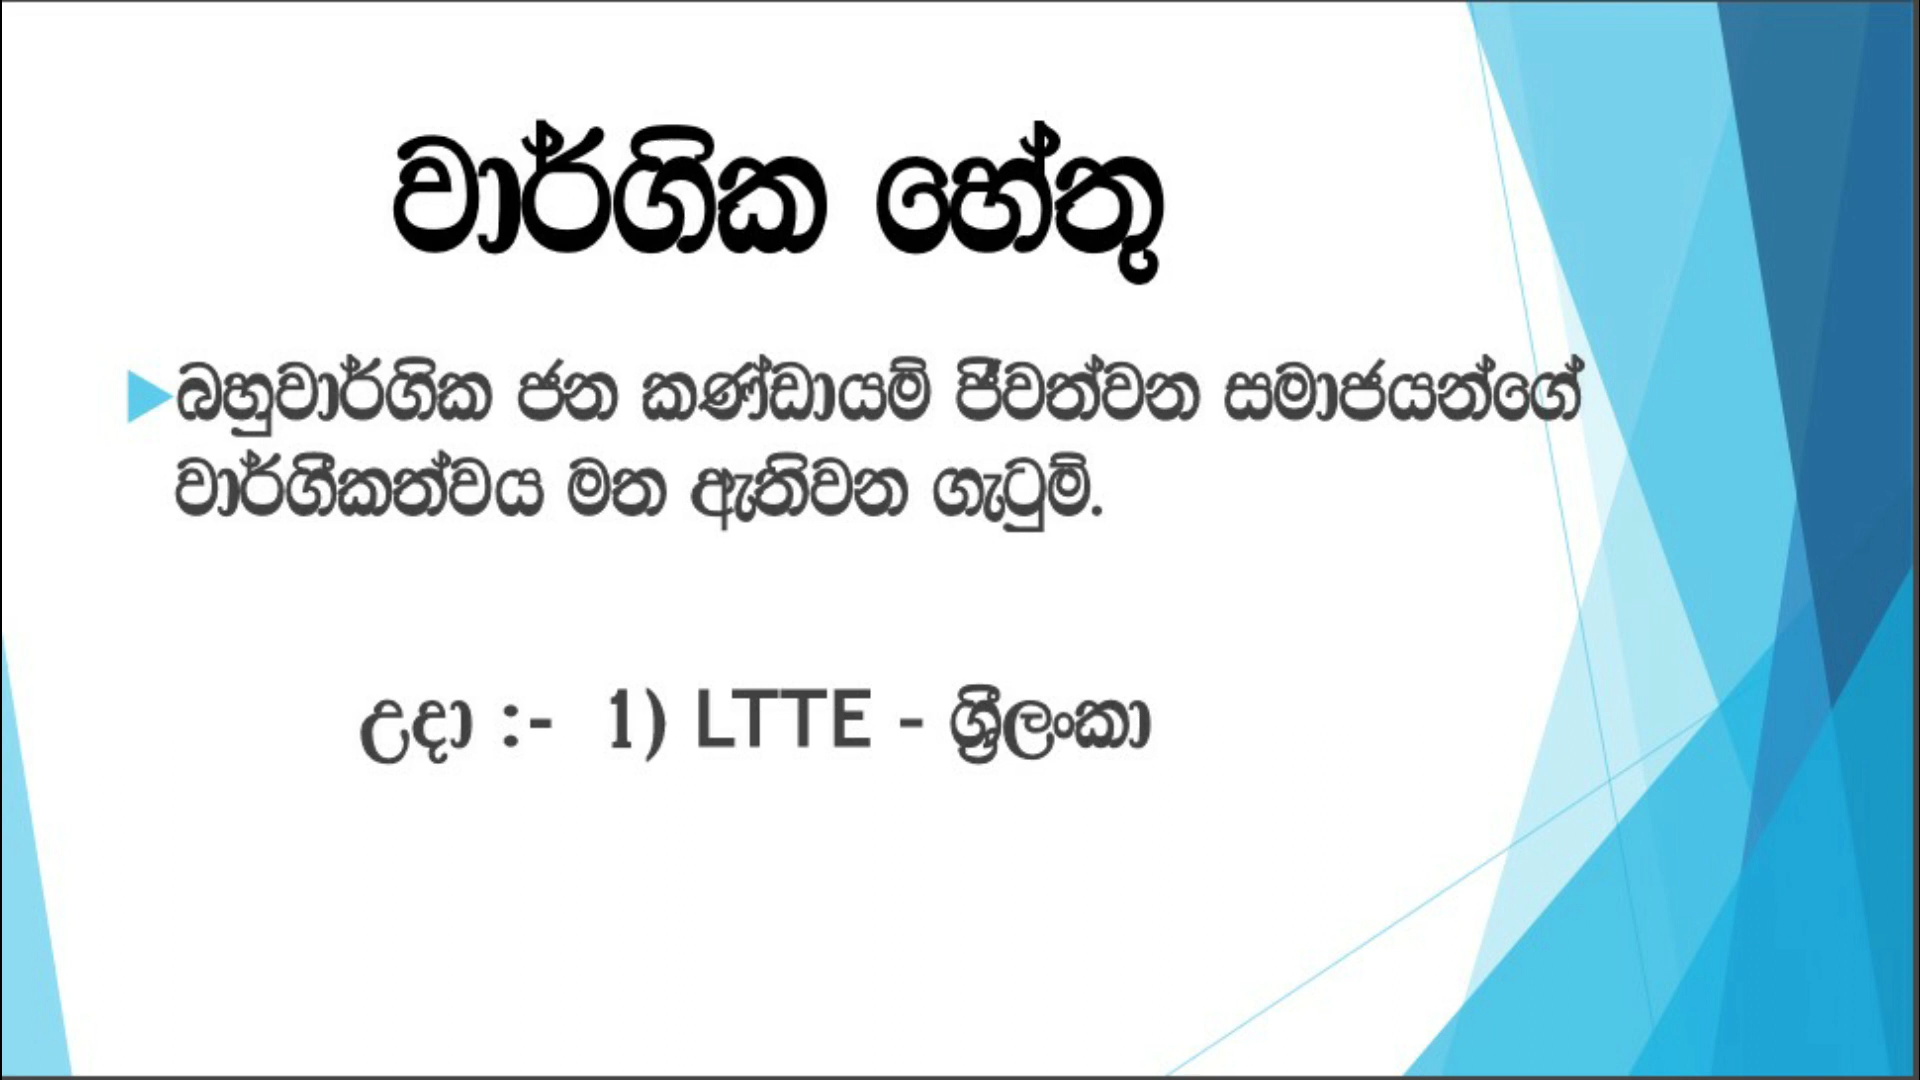 වාර්ගික හේතු
බහුවාර්ගික ජන කණ්ඩායම් ජීවත්වන සමාජයන්ගේ
වාර්ගීකත්වය මත ඇතිවන ගැටුම්.
උදා :- 1) LTTE - ශ්‍රීලංකා